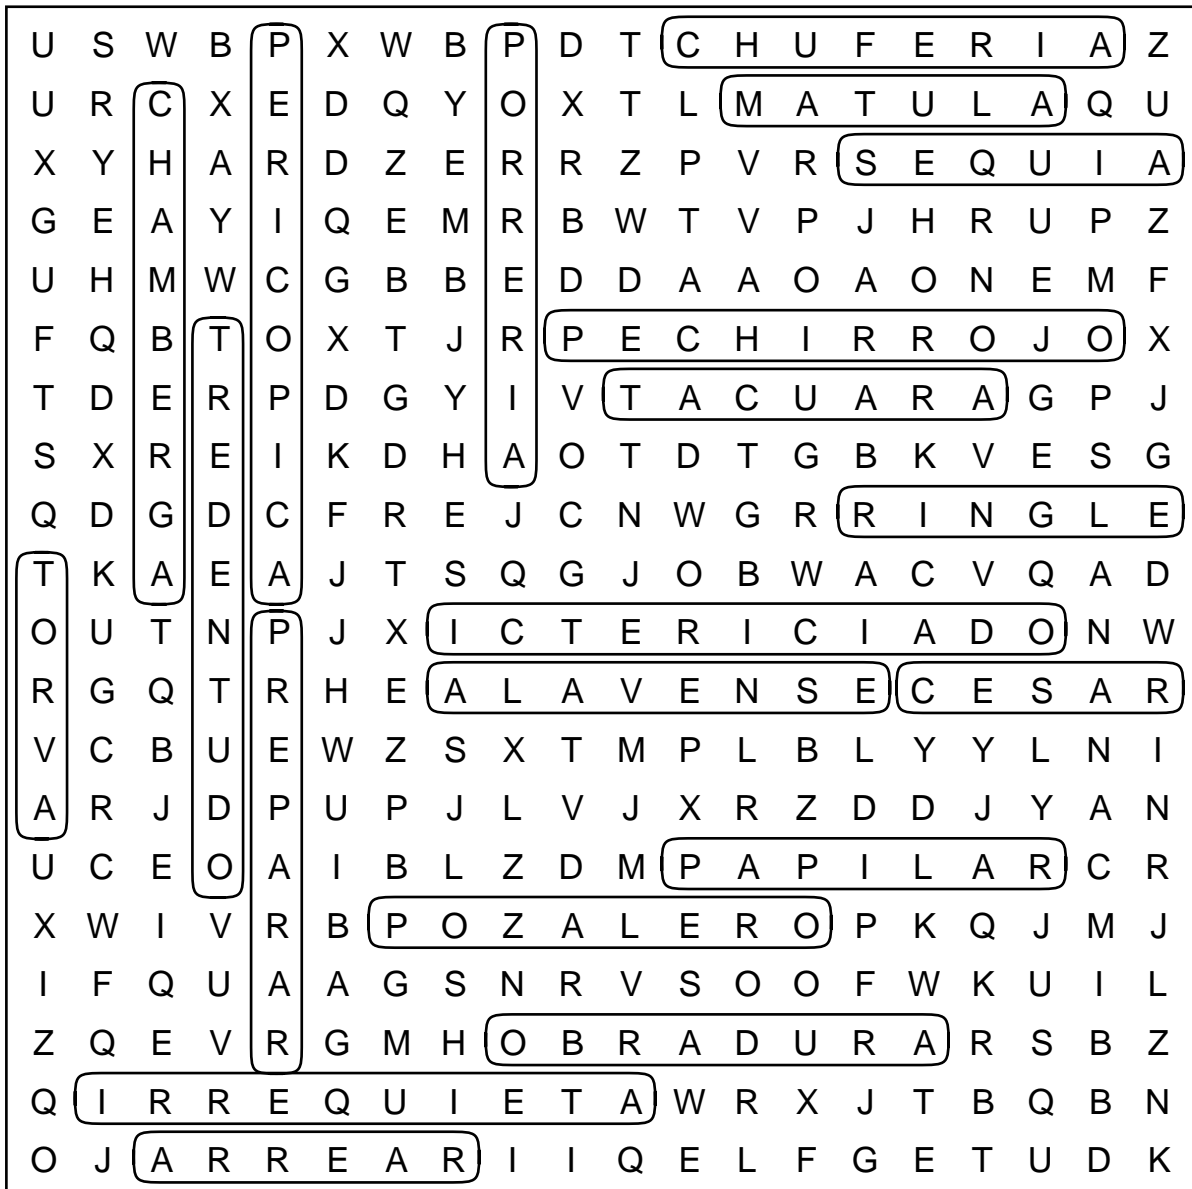 U S W B P X W B P D T C H U F E R I A Z
U R C X E D Q Y O X T L M A T U L A Q U
X Y H A R D Z E R R Z P V R S E Q U I A
G E A Y I Q E M R B W T V P J H R U P Z
U H M W C G B B E D D A A O A O N E M F
F Q B T O X T J R P E C H I R R O J O X
T D E R P D G Y I V T A C U A R A G P J
S X R E I K D H A O T D T G B K V E S G
Q D G D C F R E J C N W G R R I N G L E
T K A E A J T S Q G J O B W A C V Q A D
O U T N P J X I C T E R I C I A D O N W
R G Q T R H E A L A V E N S E C E S A R
V C B U E W Z S X T M P L B L Y Y L N I
A R J D P U P J L V J X R Z D D J Y A N
U C E O A I B L Z D M P A P I L A R C R
X W I V R B P O Z A L E R O P K Q J M J
I F Q U A A G S N R V S O O F W K U I L
Z Q E V R G M H O B R A D U R A R S B Z
Q I R R E Q U I E T A W R X J T B Q B N
O J A R R E A R I I Q E L F G E T U D K